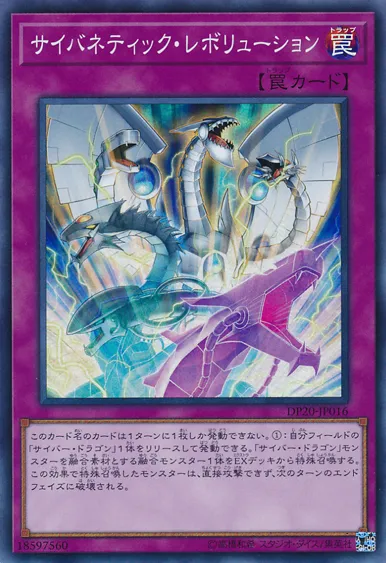 サイバネティック・レボリューション
トラップ
罠
【罠カード】
DP20-JP016
このカード名のカードは1ターンに1枚しか発動できない。①：自分フィールドの
「サイバー・ドラゴン」1体をリリースして発動できる。「サイバー・ドラゴン」モン
スターを融合素材とする融合モンスター1体をEXデッキから特殊召喚する。
この効果で特殊召喚したモンスターは、直接攻撃できず、次のターンのエンド
フェイズに破壊される。
18597560
©高橋和希 スタジオ・ダイス/集英社